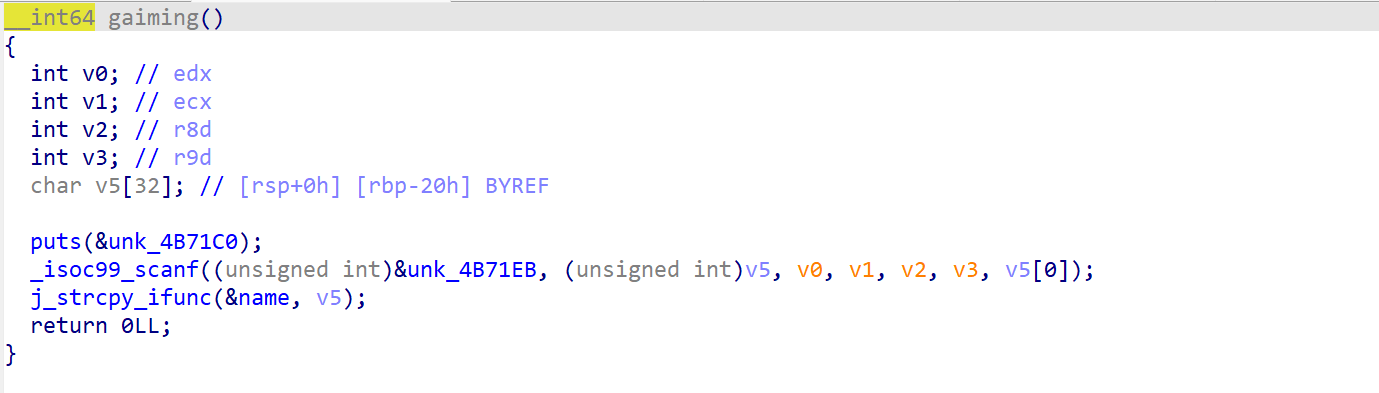 __int64 gaiming()
{
  int v0; // edx
  int v1; // ecx
  int v2; // r8d
  int v3; // r9d
  char v5[32]; // [rsp+0h] [rbp-20h] BYREF

  puts(&unk_4B71C0);
  _isoc99_scanf((unsigned int)&unk_4B71EB, (unsigned int)v5, v0, v1, v2, v3, v5[0]);
  j_strcpy_ifunc(&name, v5);
  return 0LL;
}